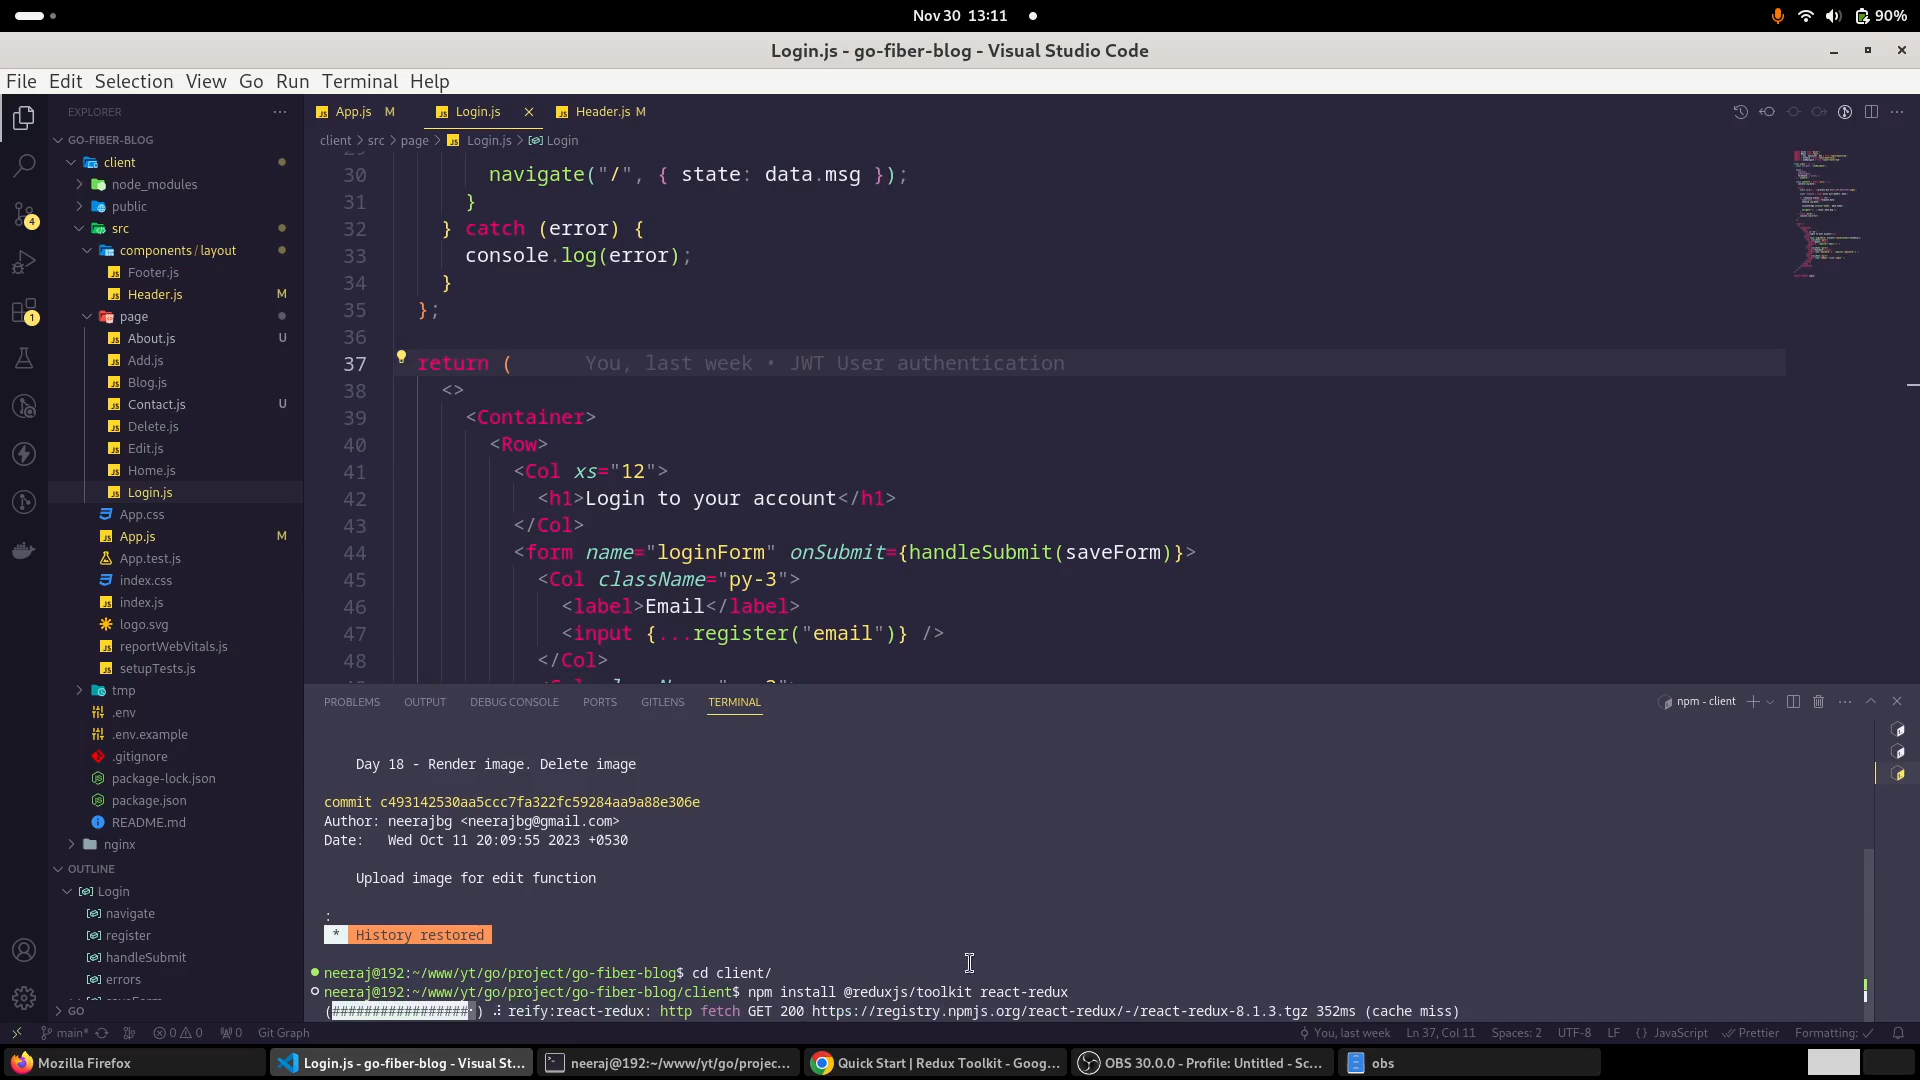 Nov 30 13:11
90%
Login.js - go-fiber-blog - Visual Studio Code
File Edit Selection View Go Run Terminal Help
EXPLORER
GO-FIBER-BLOG
client
node_modules
public
src
components / layout
Footer.js
Header.js M
page
About.js U
Add.js
Blog.js
Contact.js U
Delete.js
Edit.js
Home.js
Login.js
App.css
App.js M
App.test.js
index.css
index.js
logo.svg
reportWebVitals.js
setupTests.js
tmp
.env
.env.example
.gitignore
package-lock.json
package.json
README.md
nginx
OUTLINE
Login
navigate
register
handleSubmit
errors
GO
4
1
App.js M
Login.js
Header.js M
client > src > page > Login.js > Login
30 navigate("/", { state: data.msg });
31 }
32 } catch (error) {
33 console.log(error);
34 }
35 };
36
37 return ( You, last week • JWT User authentication
38 <>
39 <Container>
40 <Row>
41 <Col xs="12">
42 <h1>Login to your account</h1>
43 </Col>
44 <form name="loginForm" onSubmit={handleSubmit(saveForm)}>
45 <Col className="py-3">
46 <label>Email</label>
47 <input {...register("email")} />
48 </Col>
PROBLEMS OUTPUT DEBUG CONSOLE PORTS GITLENS TERMINAL
npm - client
Day 18 - Render image. Delete image
commit c493142530aa5ccc7fa322fc59284aa9a88e306e
Author: neerajbg <neerajbg@gmail.com>
Date: Wed Oct 11 20:09:55 2023 +0530
Upload image for edit function
:
* History restored
neeraj@192:~/www/yt/go/project/go-fiber-blog$ cd client/
neeraj@192:~/www/yt/go/project/go-fiber-blog/client$ npm install @reduxjs/toolkit react-redux
reify:react-redux: http fetch GET 200 https://registry.npmjs.org/react-redux/-/react-redux-8.1.3.tgz 352ms (cache miss)
main* 0 0 0 Git Graph
You, last week Ln 37, Col 11 Spaces: 2 UTF-8 LF JavaScript Prettier Formatting: ✓
Mozilla Firefox
Login.js - go-fiber-blog - Visual St...
neeraj@192:~/www/yt/go/projec...
Quick Start | Redux Toolkit - Goog...
OBS 30.0.0 - Profile: Untitled - Sc...
obs